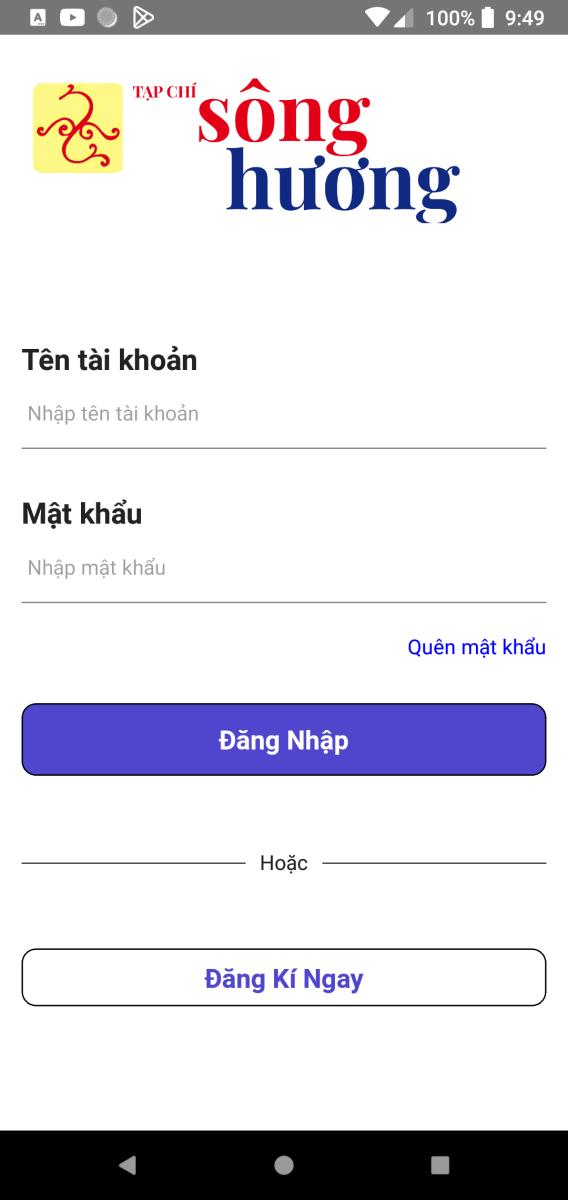 100% 9:49
TẠP CHÍ
sông
hương
Tên tài khoản
Nhập tên tài khoản
Mật khẩu
Nhập mật khẩu
Quên mật khẩu
Đăng Nhập
Hoặc
Đăng Kí Ngay